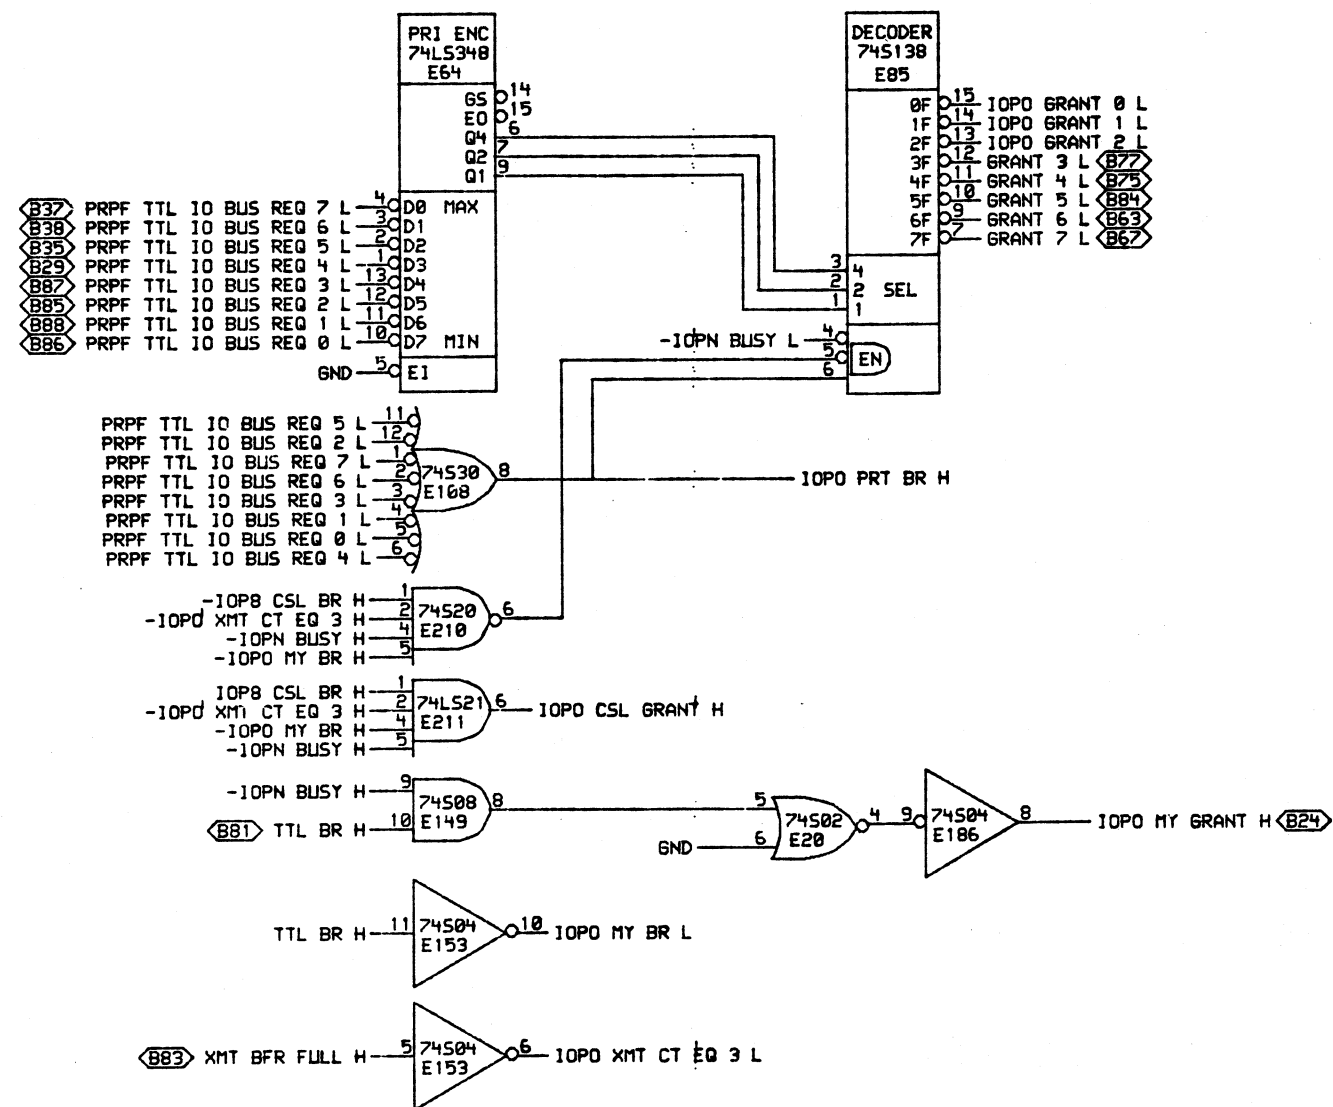 PRI ENC
74LS348
E64
GS 14
EO 15
Q4 6
Q2 7
Q1 9
B37 PRPF TTL IO BUS REQ 7 L 4 D0 MAX
B38 PRPF TTL IO BUS REQ 6 L 3 D1
B35 PRPF TTL IO BUS REQ 5 L 2 D2
B29 PRPF TTL IO BUS REQ 4 L 1 D3
B87 PRPF TTL IO BUS REQ 3 L 13 D4
B85 PRPF TTL IO BUS REQ 2 L 12 D5
B88 PRPF TTL IO BUS REQ 1 L 11 D6
B86 PRPF TTL IO BUS REQ 0 L 10 D7 MIN
GND 5 EI
DECODER
74S138
E85
0F 15 IOPO GRANT 0 L
1F 14 IOPO GRANT 1 L
2F 13 IOPO GRANT 2 L
3F 12 GRANT 3 L B77
4F 11 GRANT 4 L B75
5F 10 GRANT 5 L B84
6F 9 GRANT 6 L B63
7F 7 GRANT 7 L B67
3 4
2 2 SEL
1 1
-IOPN BUSY L 4
5 EN
6
PRPF TTL IO BUS REQ 5 L 11
PRPF TTL IO BUS REQ 2 L 12
PRPF TTL IO BUS REQ 7 L 1
PRPF TTL IO BUS REQ 6 L 2
PRPF TTL IO BUS REQ 3 L 3
PRPF TTL IO BUS REQ 1 L 4
PRPF TTL IO BUS REQ 0 L 5
PRPF TTL IO BUS REQ 4 L 6
74S30
E108
8 IOPO PRT BR H
-IOP8 CSL BR H 1
-IOPO XMT CT EQ 3 H 2
-IOPN BUSY H 4
-IOPO MY BR H 5
74S20
E210
6
IOP8 CSL BR H 1
-IOPO XMT CT EQ 3 H 2
-IOPO MY BR H 4
-IOPN BUSY H 5
74LS21
E211
6 IOPO CSL GRANT H
-IOPN BUSY H 9
B81 TTL BR H 10
74S08
E149
8
5
GND 6
74S02
E20
4
9 74S04
E186
8 IOPO MY GRANT H B24
TTL BR H 11 74S04
E153
10 IOPO MY BR L
B83 XMT BFR FULL H 5 74S04
E153
6 IOPO XMT CT EQ 3 L